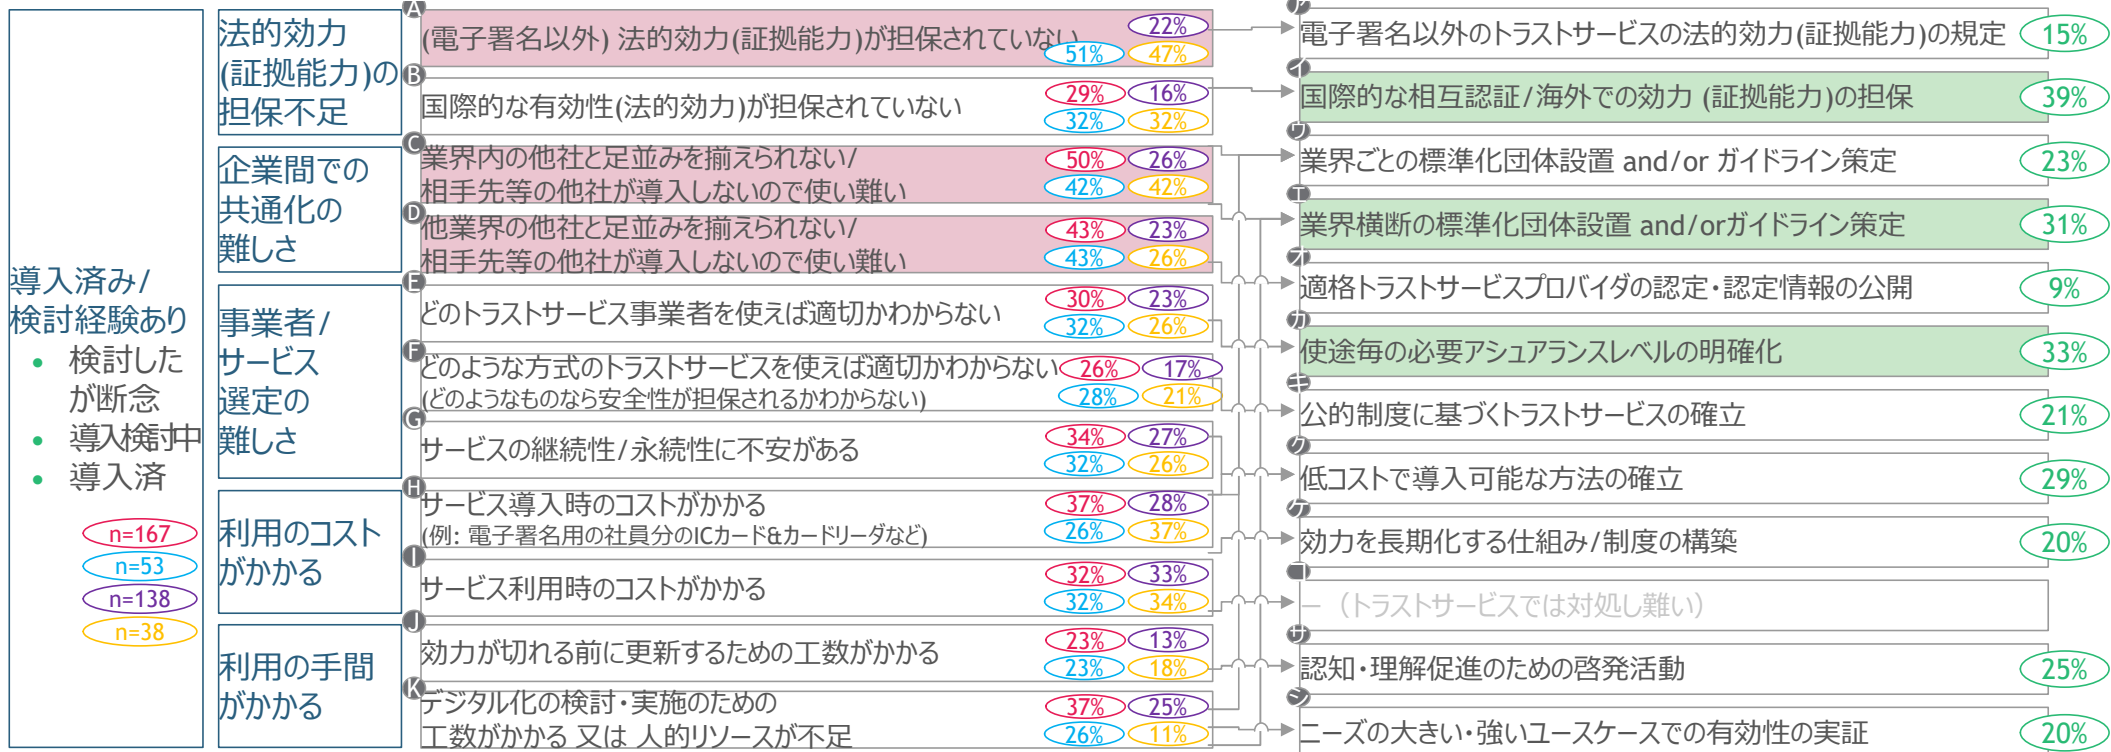 導入済み/
検討経験あり
• 検討した
が断念
• 導入検討中
• 導入済
n=167
n=53
n=138
n=38
法的効力
(証拠能力)の
担保不足
A
(電子署名以外) 法的効力(証拠能力)が担保されていない
22%
51% 47%
B
国際的な有効性(法的効力)が担保されていない
29% 16%
32% 32%
企業間での
共通化の
難しさ
C
業界内の他社と足並みを揃えられない/
相手先等の他社が導入しないので使い難い
50% 26%
42% 42%
D
他業界の他社と足並みを揃えられない/
相手先等の他社が導入しないので使い難い
43% 23%
43% 26%
事業者/
サービス
選定の
難しさ
E
どのトラストサービス事業者を使えば適切かわからない
30% 23%
32% 26%
F
どのような方式のトラストサービスを使えば適切かわからない
(どのようなものなら安全性が担保されるかわからない)
26% 17%
28% 21%
G
サービスの継続性/永続性に不安がある
34% 27%
32% 26%
利用のコスト
がかかる
H
サービス導入時のコストがかかる
(例: 電子署名用の社員分のICカード&カードリーダなど)
37% 28%
26% 37%
I
サービス利用時のコストがかかる
32% 33%
32% 34%
利用の手間
がかかる
J
効力が切れる前に更新するための工数がかかる
23% 13%
23% 18%
K
デジタル化の検討・実施のための
工数がかかる 又は 人的リソースが不足
37% 25%
26% 11%
ア
電子署名以外のトラストサービスの法的効力(証拠能力)の規定
15%
イ
国際的な相互認証/海外での効力 (証拠能力)の担保
39%
ウ
業界ごとの標準化団体設置 and/or ガイドライン策定
23%
エ
業界横断の標準化団体設置 and/orガイドライン策定
31%
オ
適格トラストサービスプロバイダの認定・認定情報の公開
9%
カ
使途毎の必要アシュアランスレベルの明確化
33%
キ
公的制度に基づくトラストサービスの確立
21%
ク
低コストで導入可能な方法の確立
29%
ケ
効力を長期化する仕組み/制度の構築
20%
コ
－（トラストサービスでは対処し難い）
サ
認知・理解促進のための啓発活動
25%
シ
ニーズの大きい・強いユースケースでの有効性の実証
20%